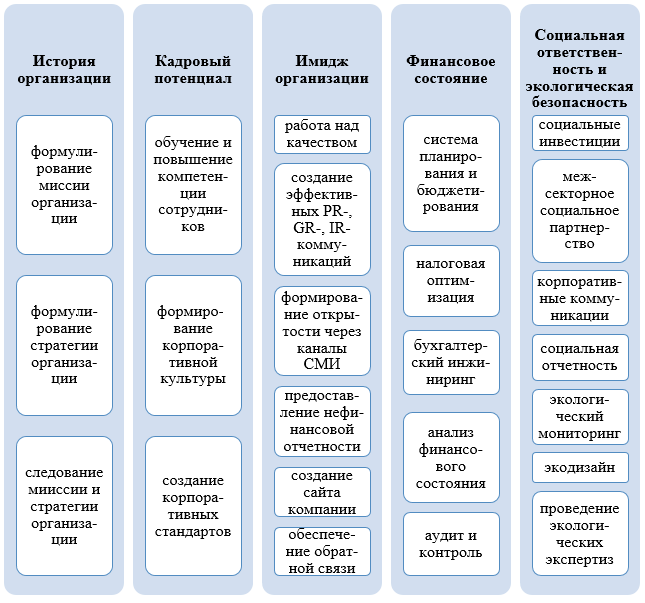 История
организации
формули-
рование
миссии
организа-
ции
формули-
рование
стратегии
организа-
ции
следование
мииссии и
стратегии
организа-
ции
Кадровый
потенциал
обучение и
повышение
компетен-
ции
сотрудни-
ков
формиро-
вание
корпора-
тивной
культуры
создание
корпора-
тивных
стандартов
Имидж
организации
работа над
качеством
создание
эффектив-
ных PR-,
GR-, IR-
комму-
никаций
формирова-
ние откры-
тости через
каналы
СМИ
предостав-
ление нефи-
нансовой
отчетности
создание
сайта
компании
обеспече-
ние обрат-
ной связи
Финансовое
состояние
система
планиро-
вания и
бюджети-
рования
налоговая
оптим-
изация
бухгалтер-
ский инжи-
ниринг
анализ
финансо-
вого
состояния
аудит и
контроль
Социальная
ответствен-
ность и
экологическая
безопасность
социальные
инвестиции
меж-
секторное
социальное
партнер-
ство
корпоратив-
ные комму-
никации
социальная
отчетность
экологи-
ческий
мониторинг
экодизайн
проведение
экологи-
ческих
экспертиз